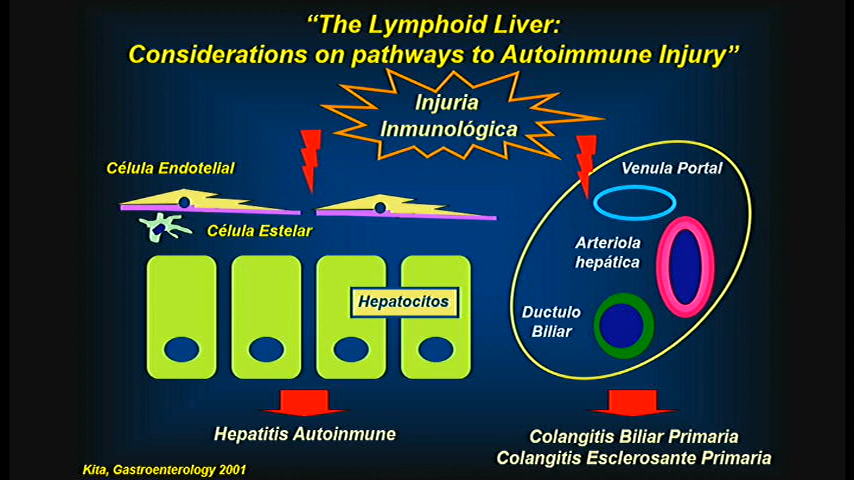 “The Lymphoid Liver:
Considerations on pathways to Autoimmune Injury”
Injuria
Inmunológica
Célula Endotelial
Venula Portal
Célula Estelar
Arteriola
hepática
Hepatocitos
Ductulo
Biliar
Hepatitis Autoinmune
Colangitis Biliar Primaria
Colangitis Esclerosante Primaria
Kita, Gastroenterology 2001